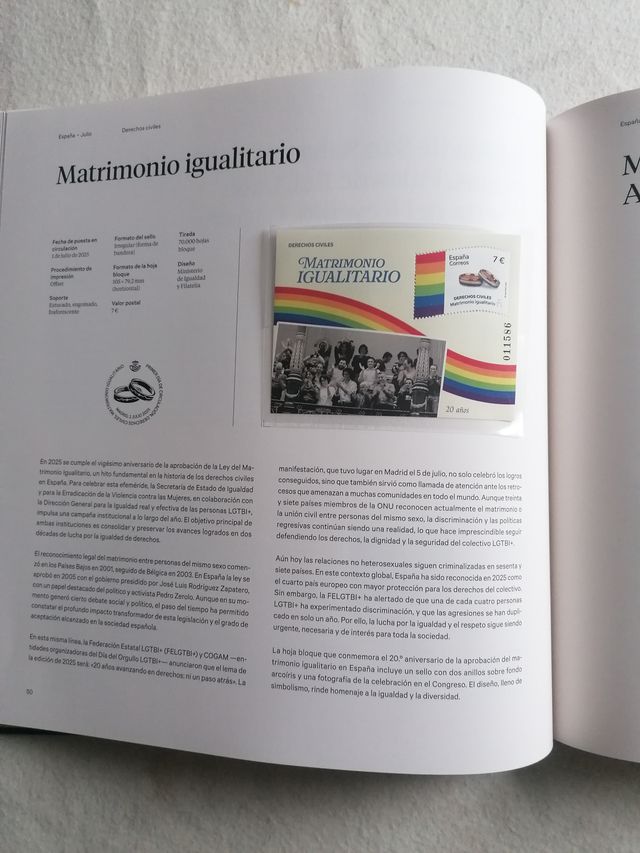 España • Julio
Derechos civiles
Matrimonio igualitario
Fecha de puesta en
circulación
1 de julio de 2025
Procedimiento de
impresión
Offset
Soporte
Estucado, engomado,
fosforescente
Formato del sello
Irregular (forma de
bandera)
Formato de la hoja
bloque
105 × 79,2 mm
(horizontal)
Valor postal
7 €
Tirada
70.000 hojas
bloque
Diseño
Ministerio
de Igualdad
y Filatelia
DERECHOS CIVILES
MATRIMONIO
IGUALITARIO
España
Correos
7 €
DERECHOS CIVILES
Matrimonio igualitario
011586
20 años
PRIMER DÍA DE CIRCULACIÓN. DERECHOS CIVILES. MATRIMONIO IGUALITARIO
En 2025 se cumple el vigésimo aniversario de la aprobación de la Ley del Ma-
trimonio igualitario, un hito fundamental en la historia de los derechos civiles
en España. Para celebrar esta efeméride, la Secretaría de Estado de Igualdad
y para la Erradicación de la Violencia contra las Mujeres, en colaboración con
la Dirección General para la igualdad real y efectiva de las personas LGTBI+,
impulsa una campaña institucional a lo largo del año. El objetivo principal de
ambas instituciones es consolidar y preservar los avances logrados en dos
décadas de lucha por la igualdad de derechos.
El reconocimiento legal del matrimonio entre personas del mismo sexo comen-
zó en los Países Bajos en 2001, seguido de Bélgica en 2003. En España la ley se
aprobó en 2005 con el gobierno presidido por José Luis Rodríguez Zapatero,
con un papel destacado del político y activista Pedro Zerolo. Aunque en su mo-
mento generó cierto debate social y político, el paso del tiempo ha permitido
constatar el profundo impacto transformador de esta legislación y el grado de
aceptación alcanzado en la sociedad española.
En esta misma línea, la Federación Estatal LGTBI+ (FELGTBI+) y COGAM —en-
tidades organizadoras del Día del Orgullo LGTBI+— anunciaron que el lema de
la edición de 2025 será: «20 años avanzando en derechos: ni un paso atrás». La
manifestación, que tuvo lugar en Madrid el 5 de julio, no solo celebró los logros
conseguidos, sino que también sirvió como llamada de atención ante los retro-
cesos que amenazan a muchas comunidades en todo el mundo. Aunque treinta
y siete países miembros de la ONU reconocen actualmente el matrimonio o
la unión civil entre personas del mismo sexo, la discriminación y las políticas
regresivas continúan siendo una realidad, lo que hace imprescindible seguir
defendiendo los derechos, la dignidad y la seguridad del colectivo LGTBI+.
Aún hoy las relaciones no heterosexuales siguen criminalizadas en sesenta y
siete países. En este contexto global, España ha sido reconocida en 2025 como
el cuarto país europeo con mayor protección para los derechos del colectivo.
Sin embargo, la FELGTBI+ ha alertado de que una de cada cuatro personas
LGTBI+ ha experimentado discriminación, y que las agresiones se han dupli-
cado en solo un año. Por ello, la lucha por la igualdad y el respeto sigue siendo
urgente, necesaria y de interés para toda la sociedad.
La hoja bloque que conmemora el 20.º aniversario de la aprobación del ma-
trimonio igualitario en España incluye un sello con dos anillos sobre fondo
arcoíris y una fotografía de la celebración en el Congreso. El diseño, lleno de
simbolismo, rinde homenaje a la igualdad y la diversidad.
50
España
M
A